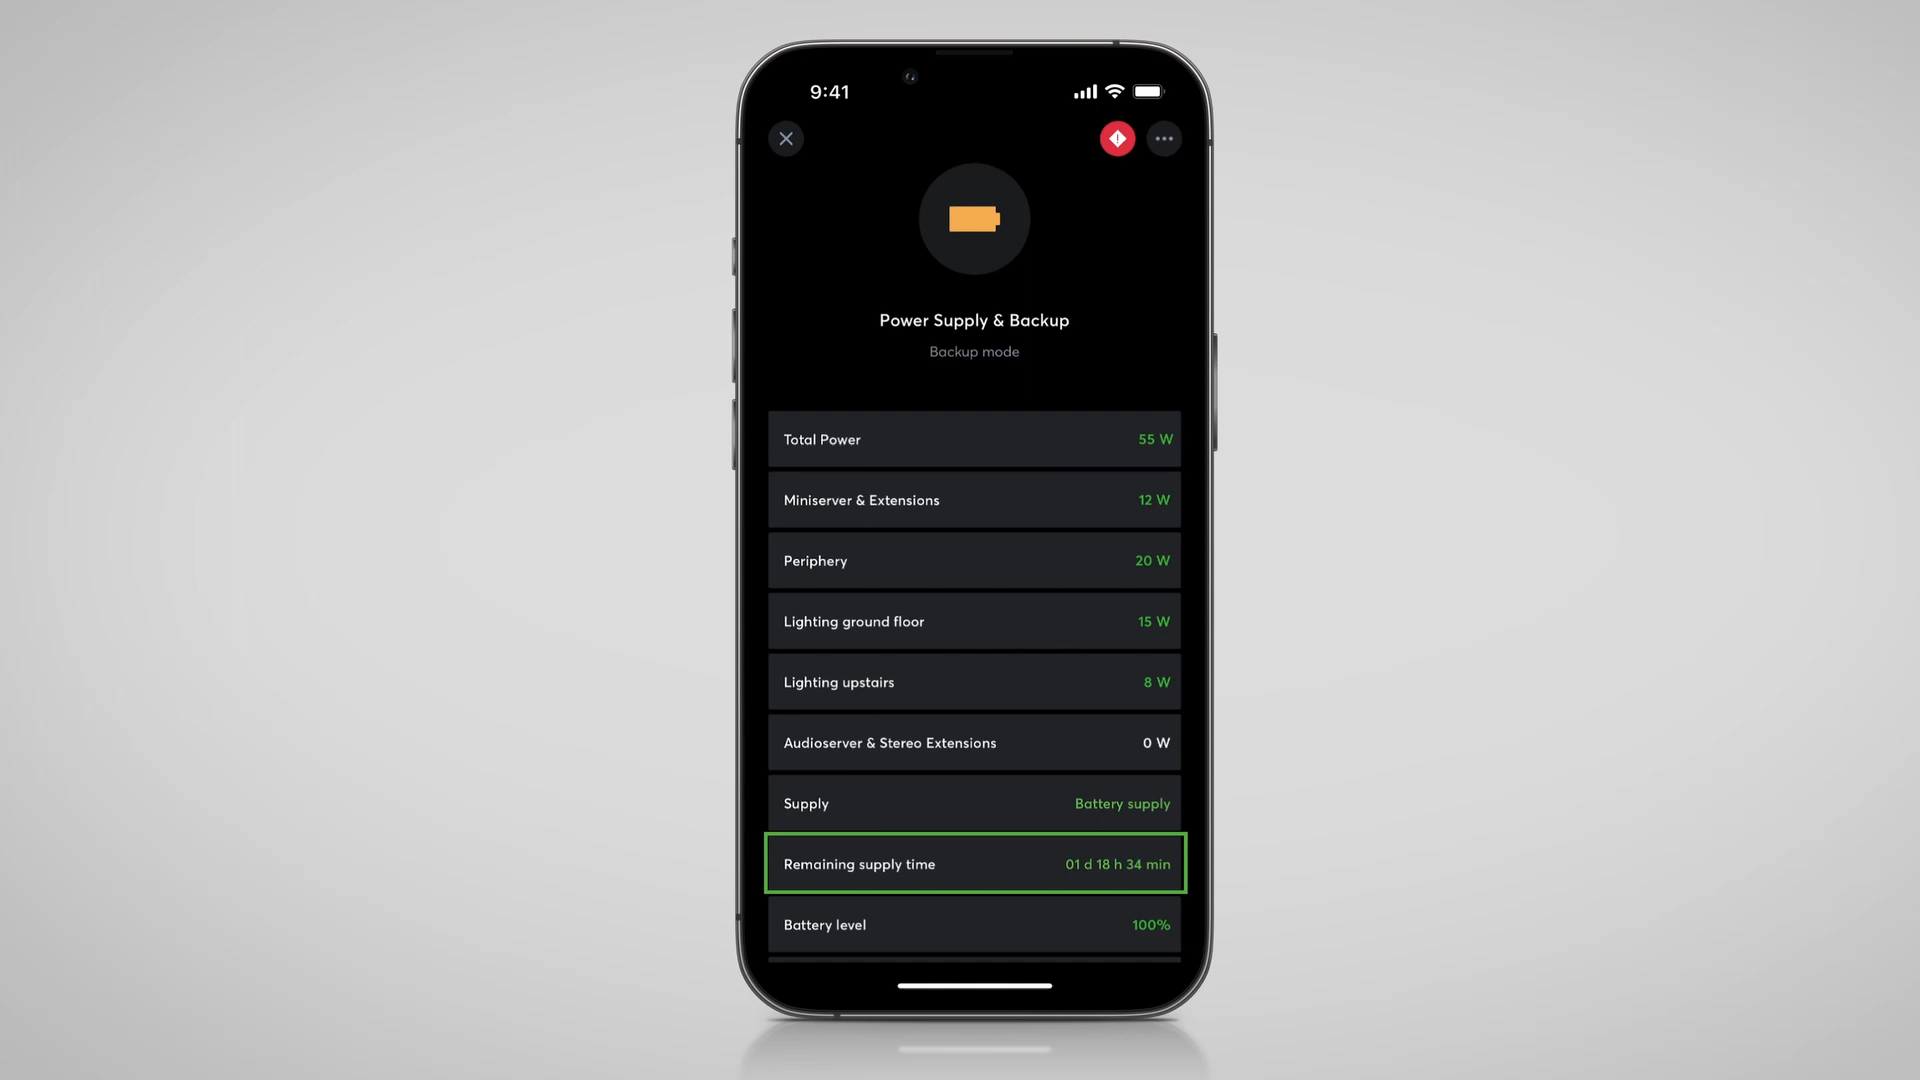 9:41
Power Supply & Backup
Backup mode
Total Power 55 W
Miniserver & Extensions 12 W
Periphery 20 W
Lighting ground floor 15 W
Lighting upstairs 8 W
Audioserver & Stereo Extensions 0 W
Supply Battery supply
Remaining supply time 01 d 18 h 34 min
Battery level 100%